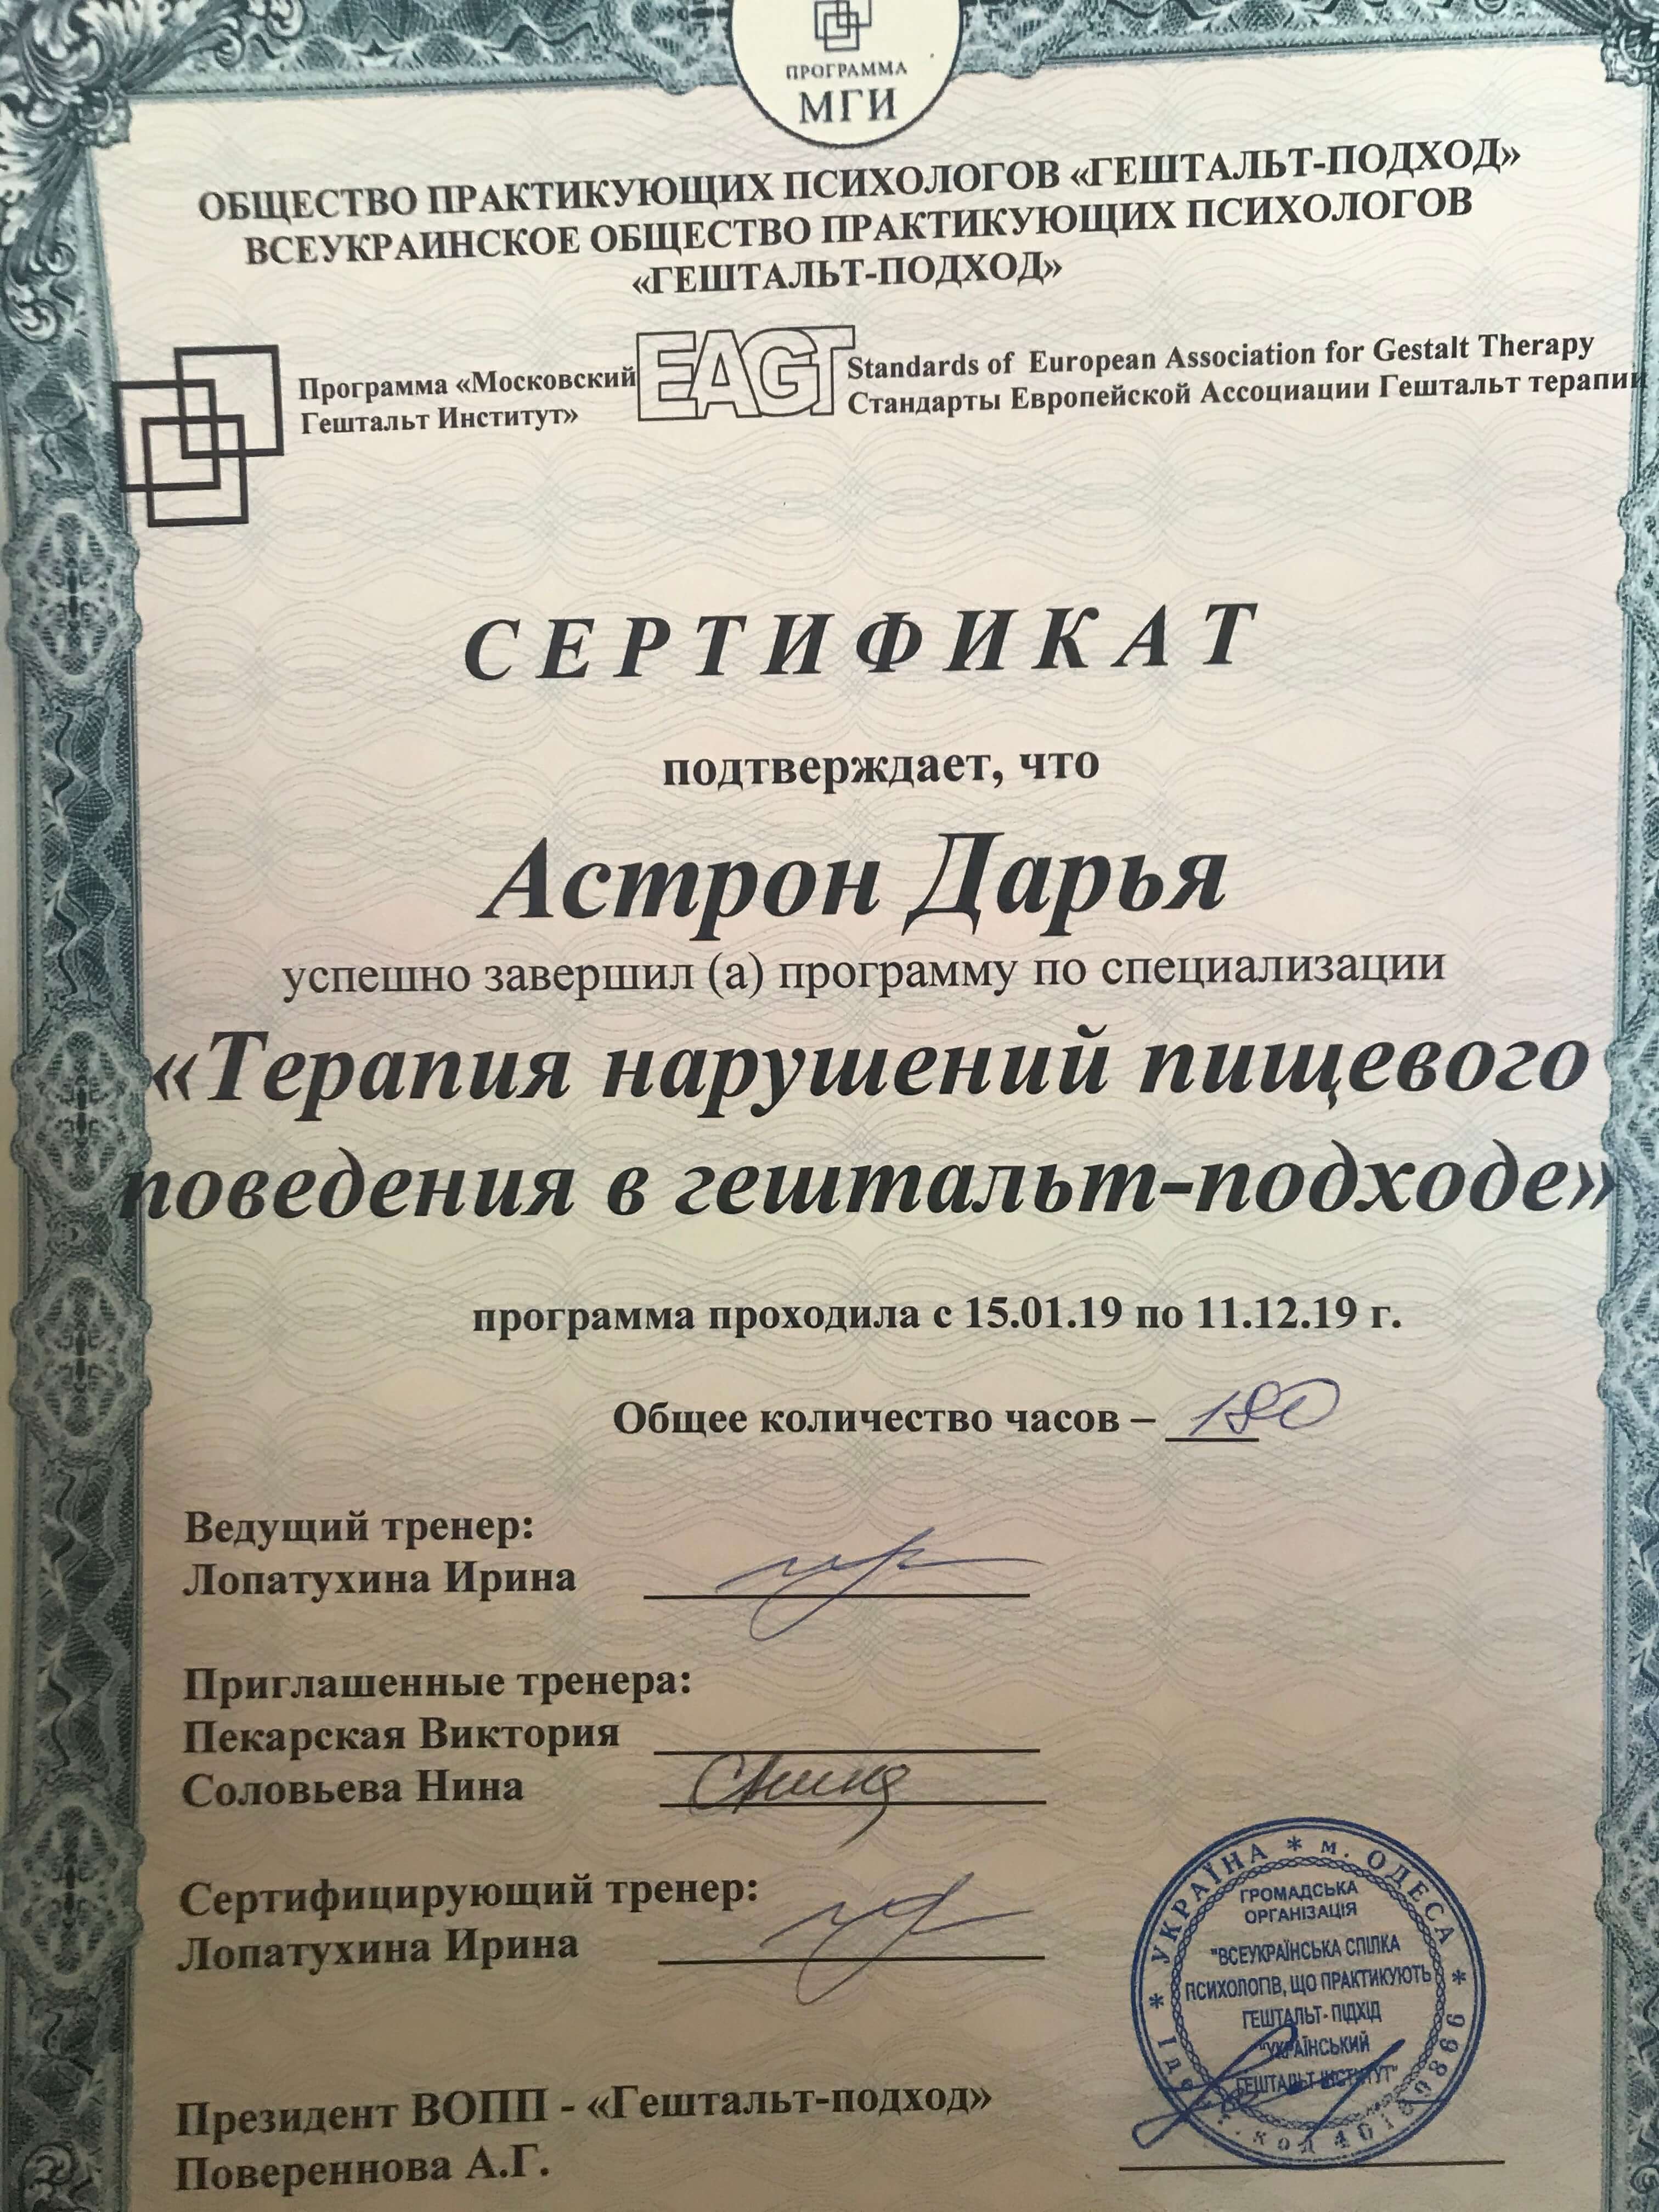 ПРОГРАММА
МГИ
ОБЩЕСТВО ПРАКТИКУЮЩИХ ПСИХОЛОГОВ «ГЕШТАЛЬТ-ПОДХОД»
ВСЕУКРАИНСКОЕ ОБЩЕСТВО ПРАКТИКУЮЩИХ ПСИХОЛОГОВ
«ГЕШТАЛЬТ-ПОДХОД»
Программа «Московский
Гештальт Институт»
EAGT
Standards of European Association for Gestalt Therapy
Стандарты Европейской Ассоциации Гештальт терапии
СЕРТИФИКАТ
подтверждает, что
Астрон Дарья
успешно завершил (а) программу по специализации
«Терапия нарушений пищевого
поведения в гештальт-подходе»
программа проходила с 15.01.19 по 11.12.19 г.
Общее количество часов – 180
Ведущий тренер:
Лопатухина Ирина
Приглашенные тренера:
Пекарская Виктория
Соловьева Нина
Сертифицирующий тренер:
Лопатухина Ирина
Президент ВОПП - «Гештальт-подход»
Повереннова А.Г.
* УКРАЇНА * м. ОДЕСА *
ГРОМАДСЬКА
ОРГАНІЗАЦІЯ
"ВСЕУКРАЇНСЬКА СПІЛКА
ПСИХОЛОГІВ, ЩО ПРАКТИКУЮТЬ
ГЕШТАЛЬТ- ПІДХІД
"УКРАЇНСЬКИЙ
ГЕШТАЛЬТ ІНСТИТУТ"